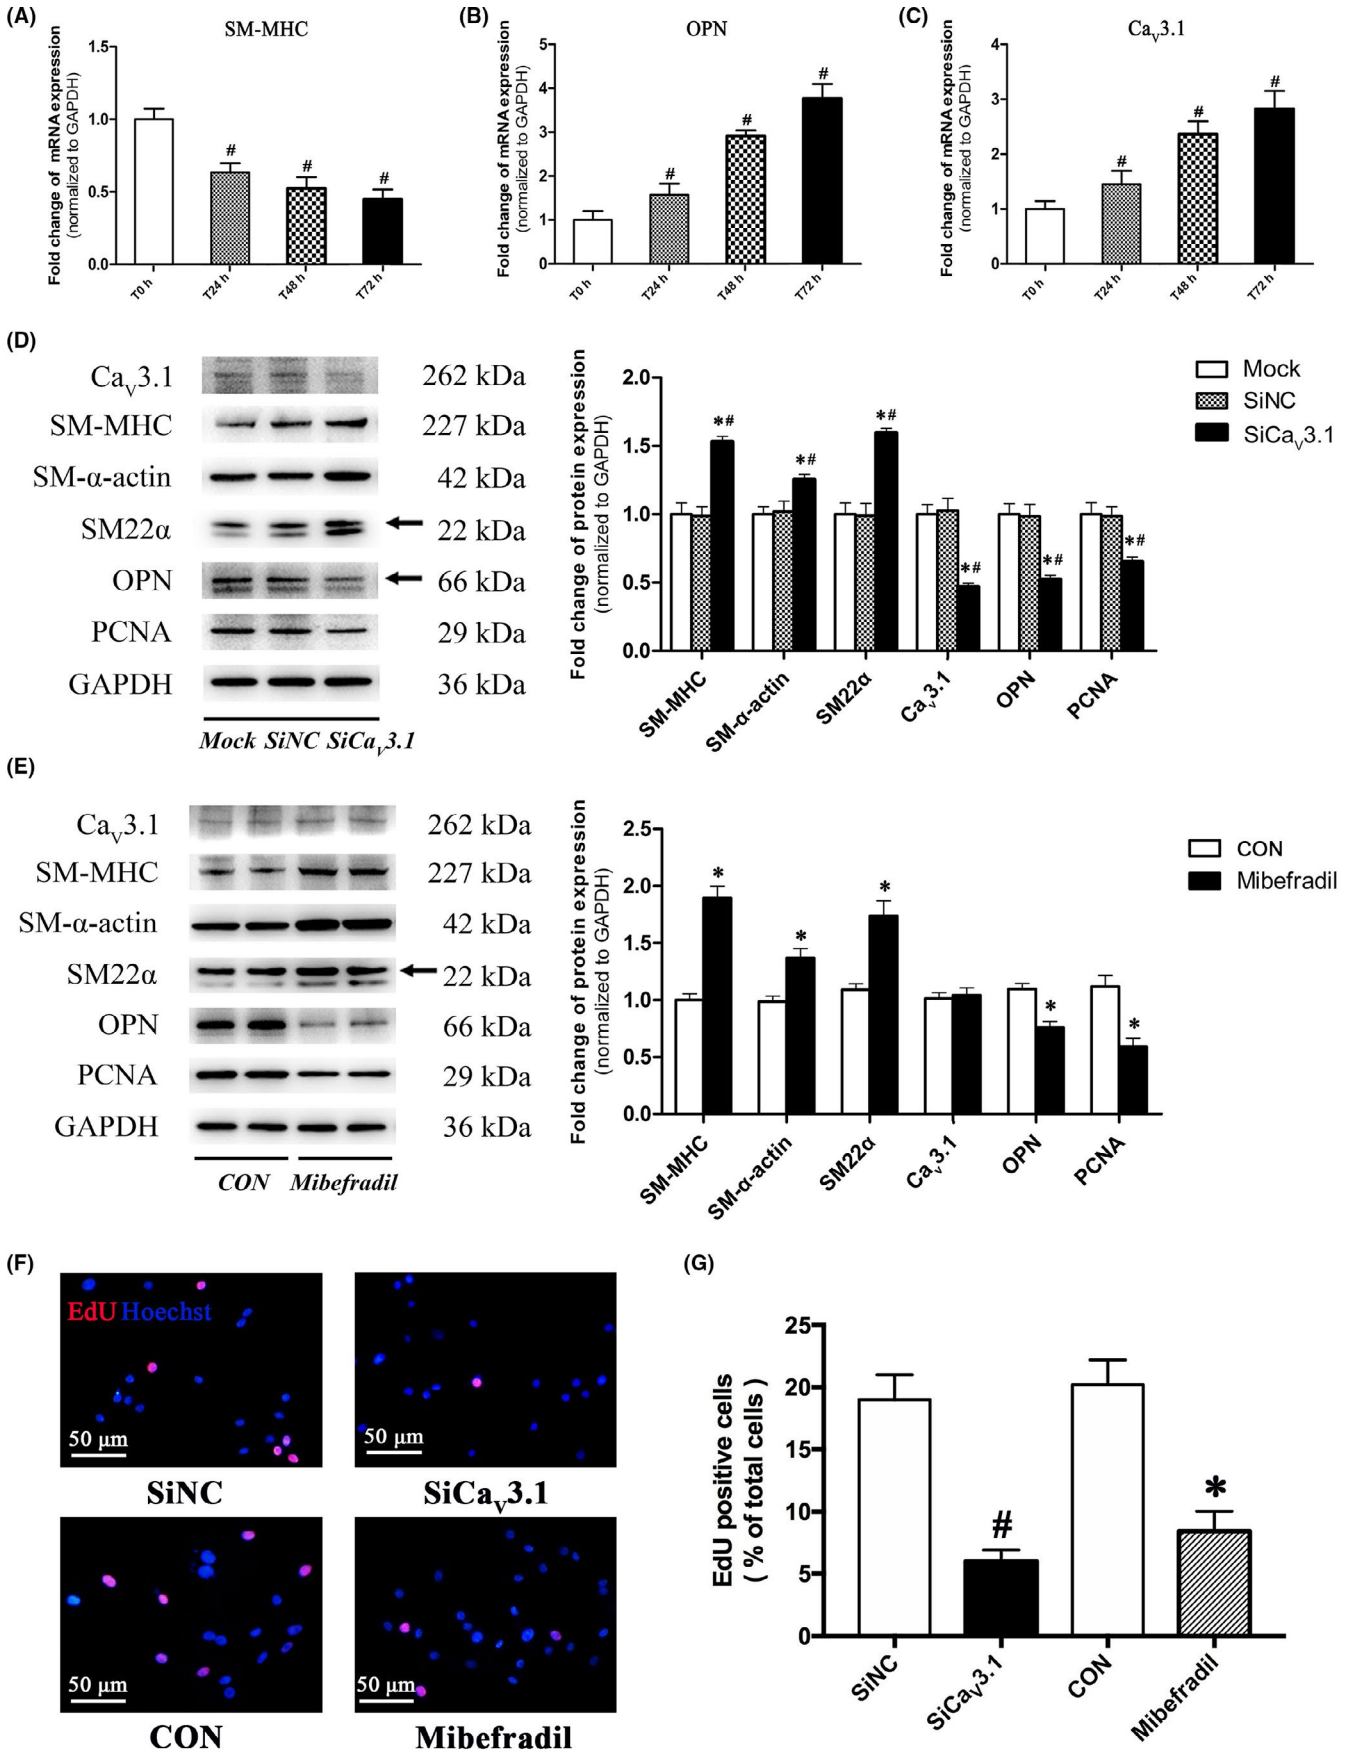 (A)
SM-MHC
Fold change of mRNA expression
(normalized to GAPDH)
1.5
1.0
0.5
0.0
#
#
#
T0 h
T24 h
T48 h
T72 h
(B)
OPN
Fold change of mRNA expression
(normalized to GAPDH)
5
4
3
2
1
0
#
#
#
T0 h
T24 h
T48 h
T72 h
(C)
CaV3.1
Fold change of mRNA expression
(normalized to GAPDH)
4
3
2
1
0
#
#
#
T0 h
T24 h
T48 h
T72 h
(D)
CaV3.1 262 kDa
SM-MHC 227 kDa
SM-α-actin 42 kDa
SM22α 22 kDa
OPN 66 kDa
PCNA 29 kDa
GAPDH 36 kDa
Mock SiNC SiCaV3.1
Fold change of protein expression
(normalized to GAPDH)
2.0
1.5
1.0
0.5
0.0
*#
*#
*#
*#
*#
*#
SM-MHC
SM-α-actin
SM22α
CaV3.1
OPN
PCNA
Mock
SiNC
SiCaV3.1
(E)
CaV3.1 262 kDa
SM-MHC 227 kDa
SM-α-actin 42 kDa
SM22α 22 kDa
OPN 66 kDa
PCNA 29 kDa
GAPDH 36 kDa
CON Mibefradil
Fold change of protein expression
(normalized to GAPDH)
2.5
2.0
1.5
1.0
0.5
0.0
*
*
*
*
*
SM-MHC
SM-α-actin
SM22α
CaV3.1
OPN
PCNA
CON
Mibefradil
(F)
EdU Hoechst
50 μm
SiNC
50 μm
SiCaV3.1
50 μm
CON
50 μm
Mibefradil
(G)
EdU positive cells
( % of total cells )
25
20
15
10
5
0
#
*
SiNC
SiCaV3.1
CON
Mibefradil